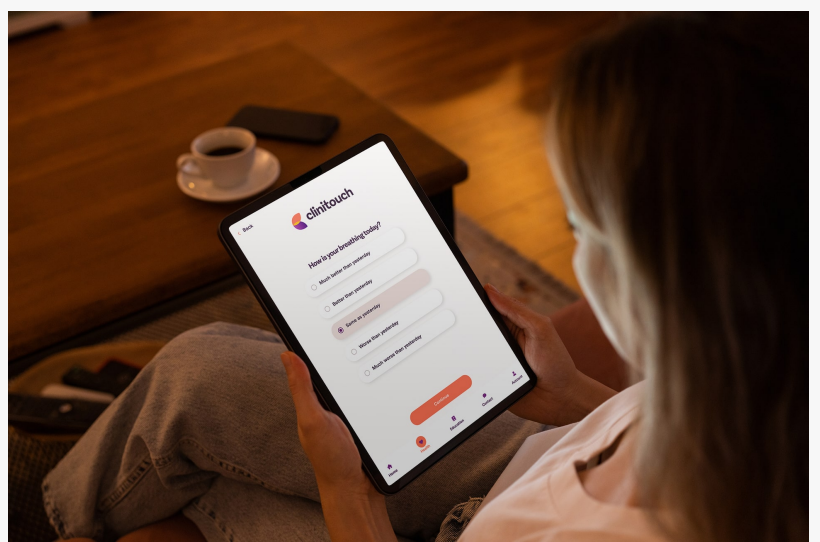 Back
clinitouch
How is your breathing today?
Much better than yesterday
Better than yesterday
Same as yesterday
Worse than yesterday
Much worse than yesterday
Continue
Home
Education
Contact
Account